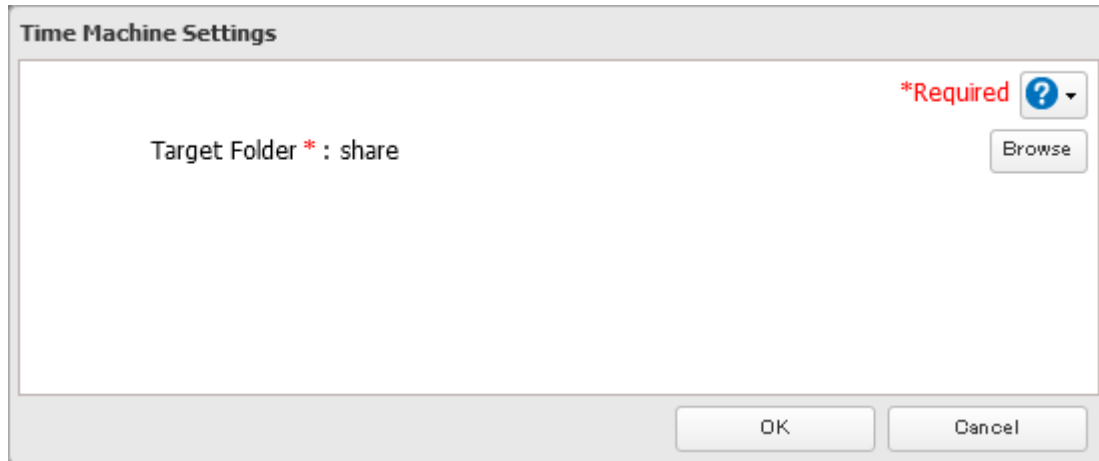 Time Machine Settings
*Required ?
Target Folder * : share
Browse
OK
Cancel